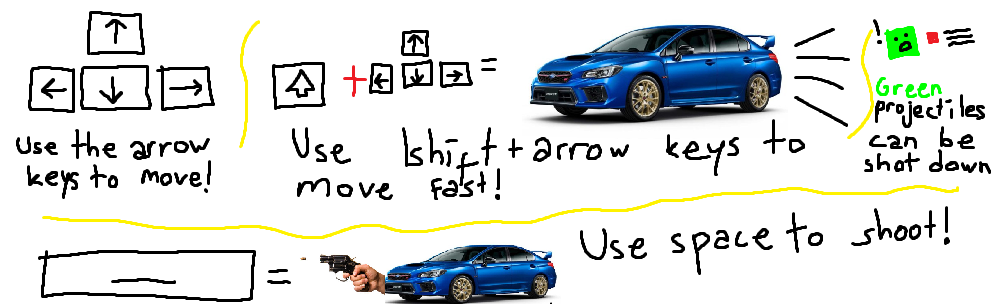 Use the arrow
keys to move!
Use lshift + arrow keys to
move fast!
Green
projectiles
can be
shot down
Use space to shoot!